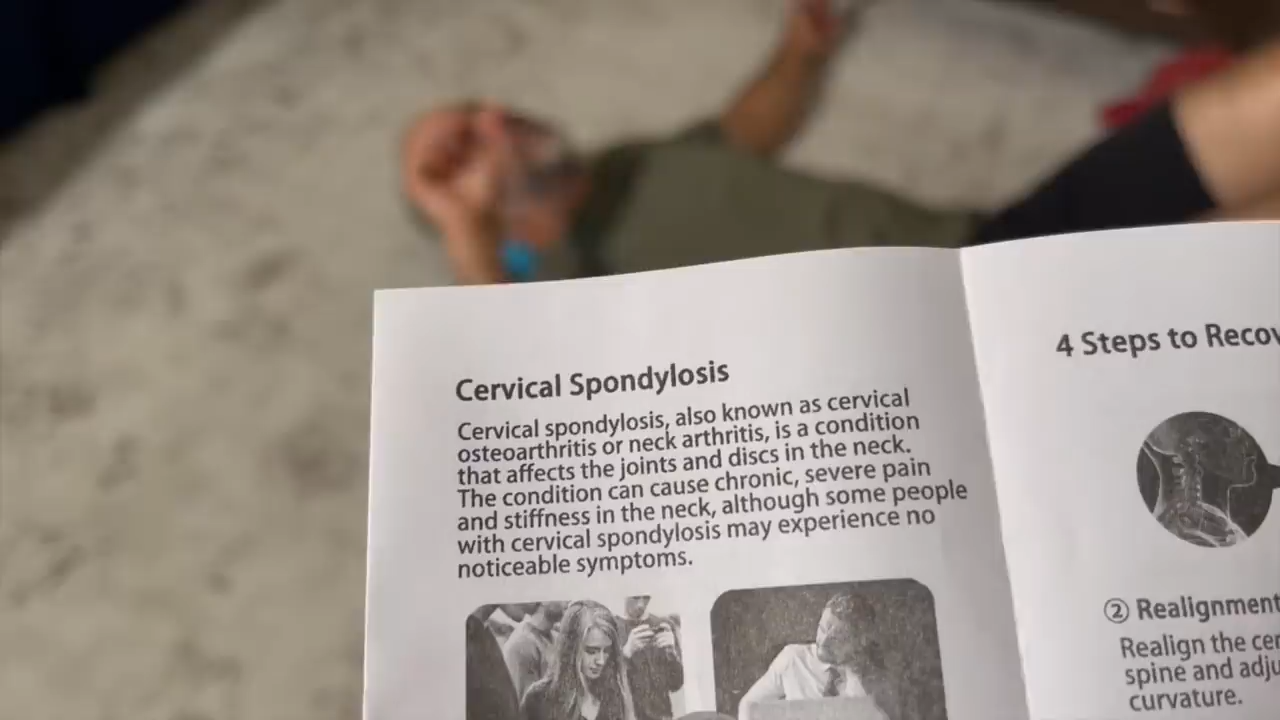 Cervical Spondylosis
Cervical spondylosis, also known as cervical
osteoarthritis or neck arthritis, is a condition
that affects the joints and discs in the neck.
The condition can cause chronic, severe pain
and stiffness in the neck, although some people
with cervical spondylosis may experience no
noticeable symptoms.
4 Steps to Recov
② Realignment
Realign the cer
spine and adju
curvature.